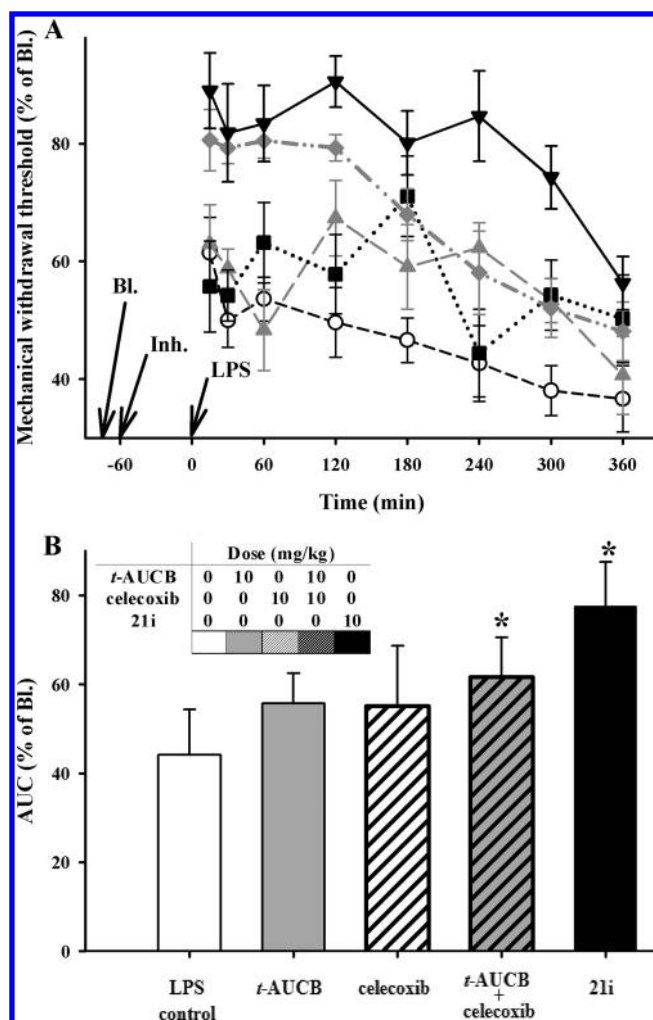 A
Mechanical withdrawal threshold (% of Bl.)
80
60
40
Bl.
Inh.
LPS
-60 0 60 120 180 240 300 360
Time (min)
B
Dose (mg/kg)
t-AUCB 0 10 0 10 0
celecoxib 0 0 10 10 0
21i 0 0 0 0 10
*
*
AUC (% of Bl.)
80
60
40
20
0
LPS control
t-AUCB
celecoxib
t-AUCB + celecoxib
21i